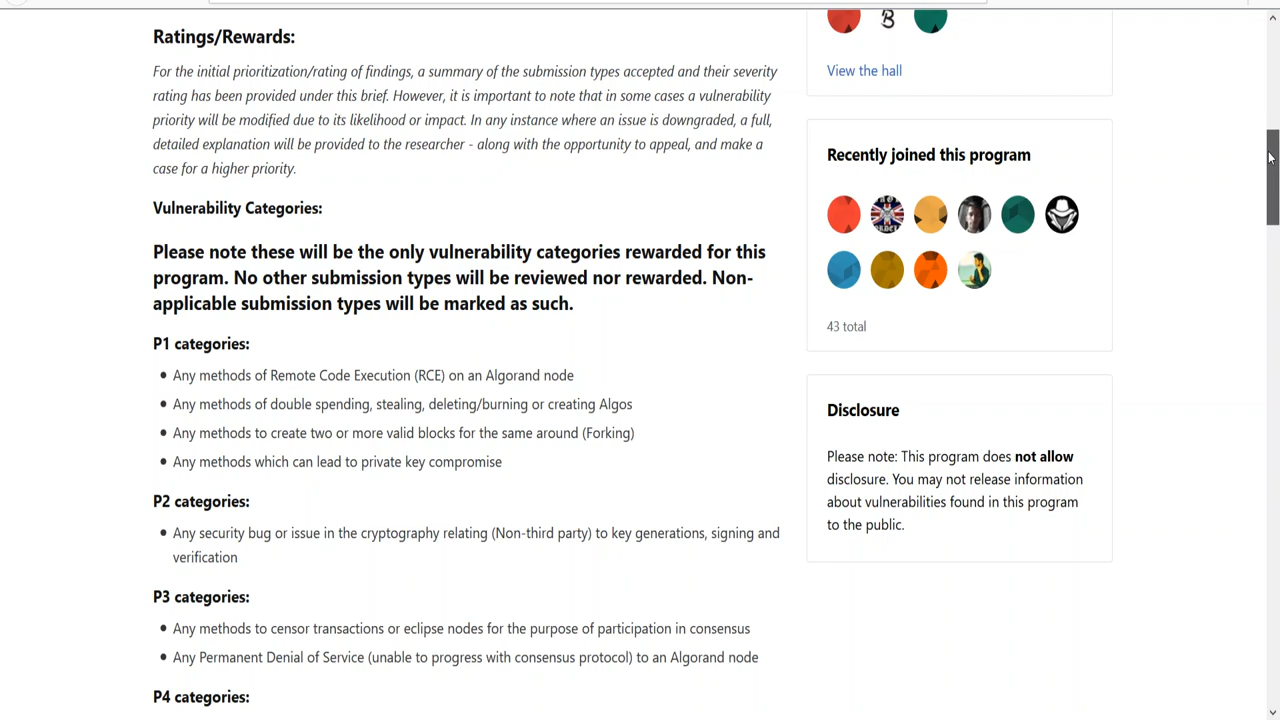 Ratings/Rewards:
For the initial prioritization/rating of findings, a summary of the submission types accepted and their severity
rating has been provided under this brief. However, it is important to note that in some cases a vulnerability
priority will be modified due to its likelihood or impact. In any instance where an issue is downgraded, a full,
detailed explanation will be provided to the researcher - along with the opportunity to appeal, and make a
case for a higher priority.
Vulnerability Categories:
Please note these will be the only vulnerability categories rewarded for this
program. No other submission types will be reviewed nor rewarded. Non-
applicable submission types will be marked as such.
P1 categories:
• Any methods of Remote Code Execution (RCE) on an Algorand node
• Any methods of double spending, stealing, deleting/burning or creating Algos
• Any methods to create two or more valid blocks for the same around (Forking)
• Any methods which can lead to private key compromise
P2 categories:
• Any security bug or issue in the cryptography relating (Non-third party) to key generations, signing and
verification
P3 categories:
• Any methods to censor transactions or eclipse nodes for the purpose of participation in consensus
• Any Permanent Denial of Service (unable to progress with consensus protocol) to an Algorand node
P4 categories:
View the hall
Recently joined this program
43 total
Disclosure
Please note: This program does not allow
disclosure. You may not release information
about vulnerabilities found in this program
to the public.